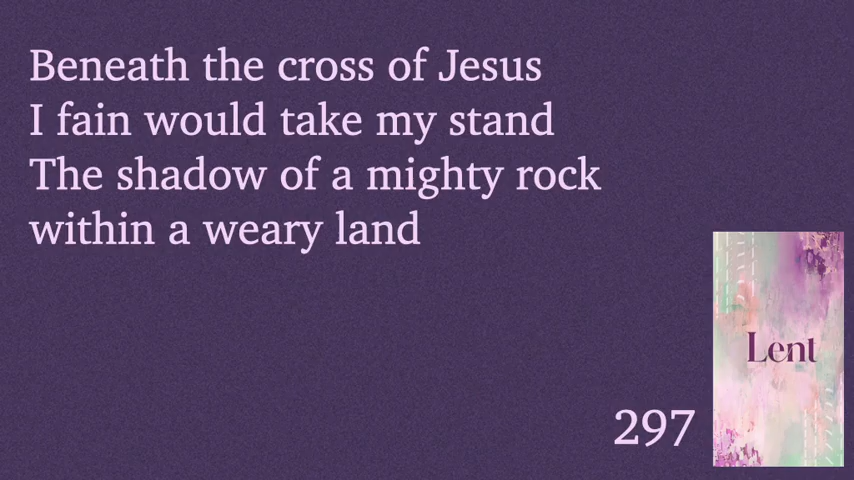 Beneath the cross of Jesus
I fain would take my stand
The shadow of a mighty rock
within a weary land
Lent
297